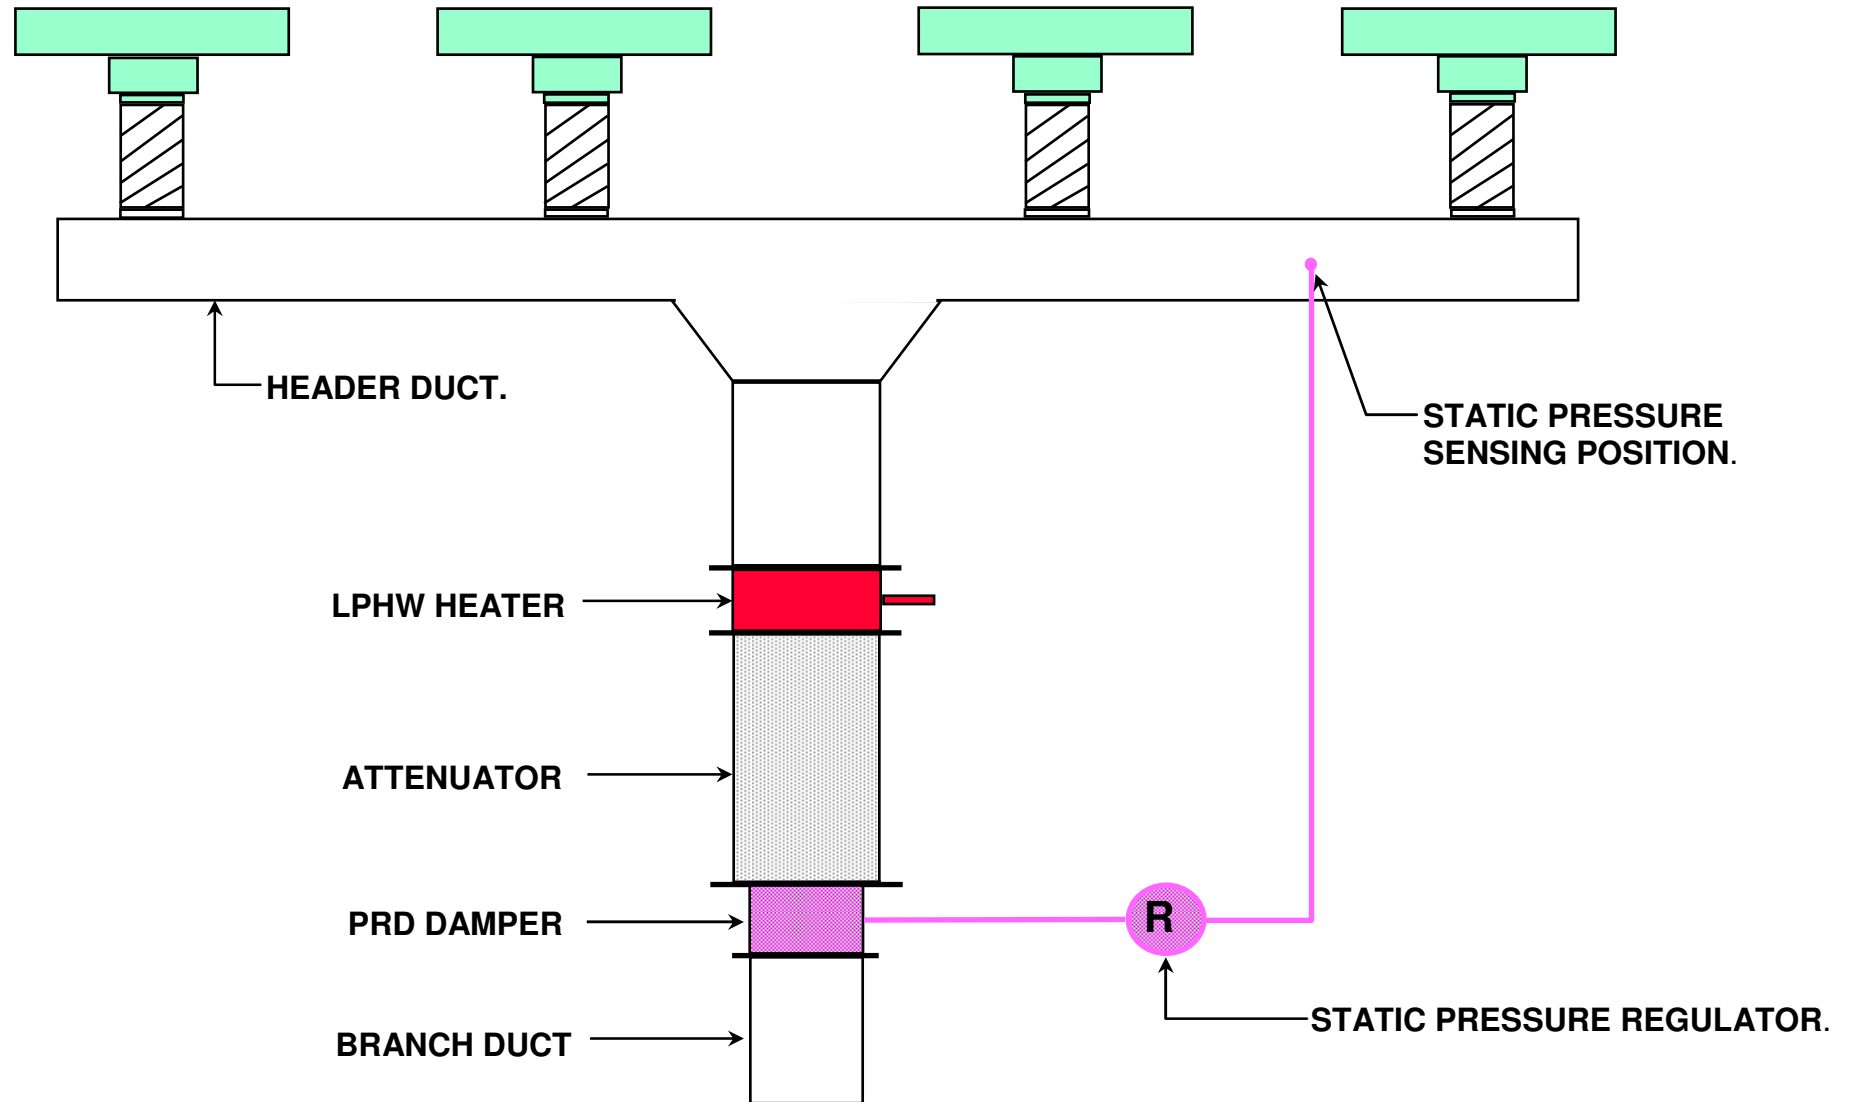 HEADER DUCT.
STATIC PRESSURE
SENSING POSITION.
LPHW HEATER
ATTENUATOR
PRD DAMPER
R
STATIC PRESSURE REGULATOR.
BRANCH DUCT